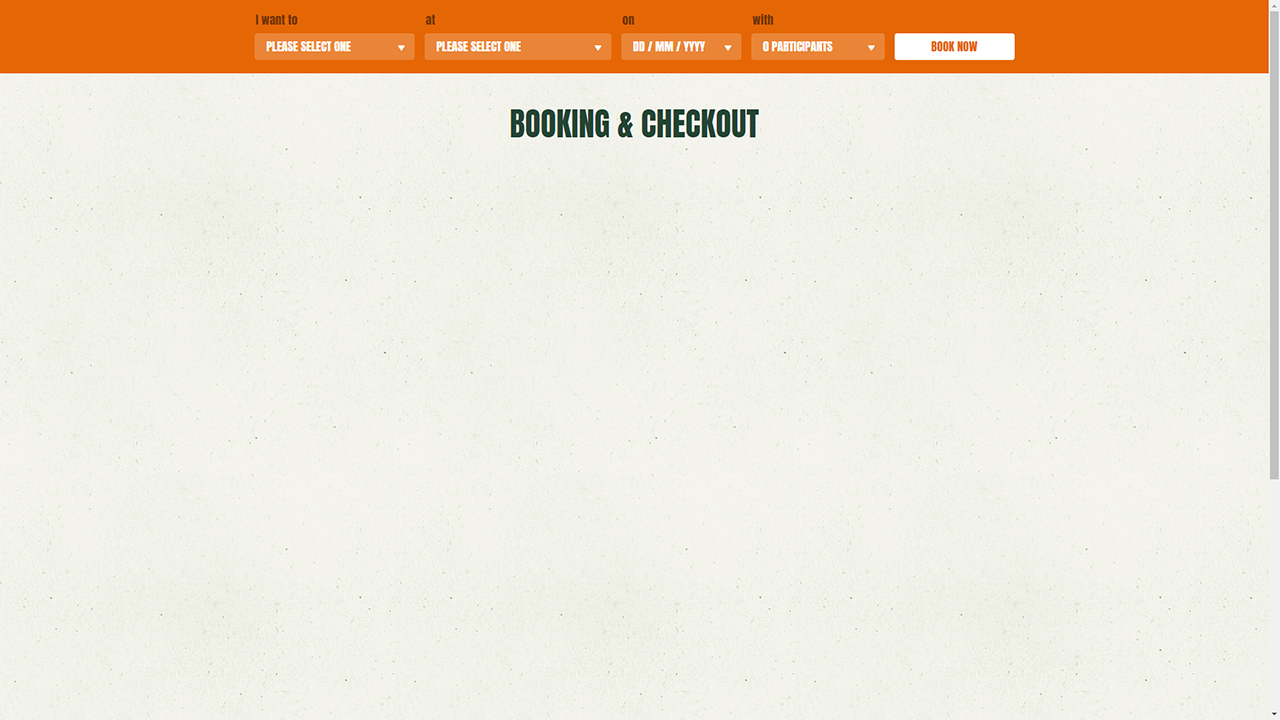 I want to
at
on
with
PLEASE SELECT ONE
PLEASE SELECT ONE
DD / MM / YYYY
0 PARTICIPANTS
BOOK NOW
BOOKING & CHECKOUT